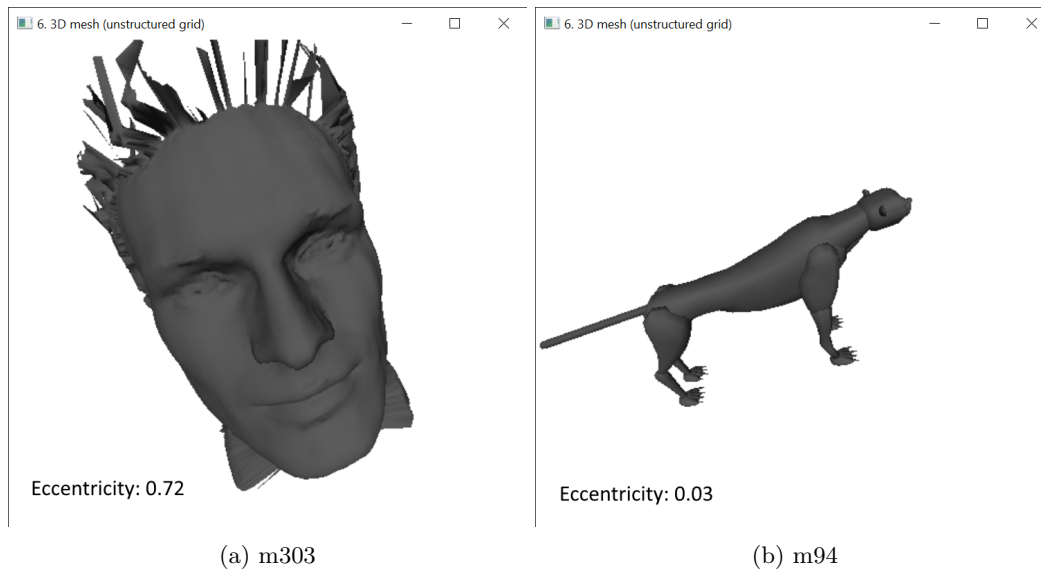 6. 3D mesh (unstructured grid)
6. 3D mesh (unstructured grid)
Eccentricity: 0.72
Eccentricity: 0.03
(a) m303
(b) m94